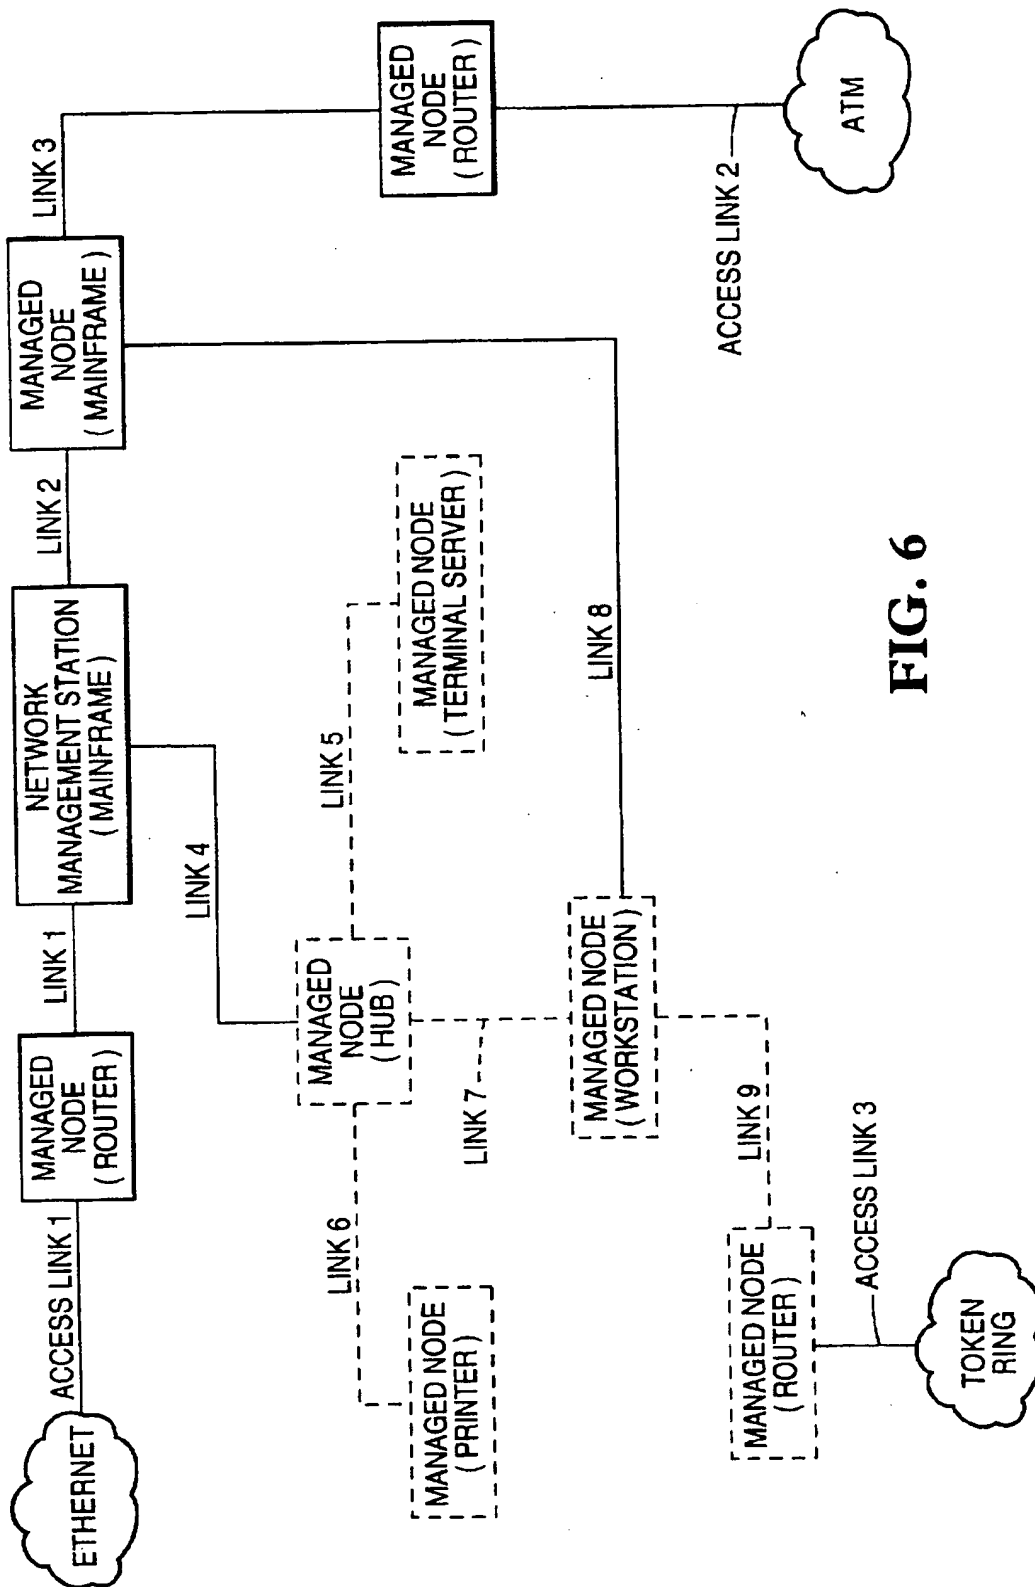 ETHERNET
ACCESS LINK 1
MANAGED
NODE
( ROUTER )
LINK 1
NETWORK
MANAGEMENT STATION
( MAINFRAME )
LINK 2
MANAGED
NODE
( MAINFRAME )
LINK 3
MANAGED
NODE
( ROUTER )
ACCESS LINK 2
ATM
LINK 4
MANAGED
NODE
( HUB )
LINK 5
MANAGED NODE
( TERMINAL SERVER )
LINK 6
MANAGED NODE
( PRINTER )
LINK 7
MANAGED NODE
( WORKSTATION )
LINK 8
LINK 9
MANAGED NODE
( ROUTER )
ACCESS LINK 3
TOKEN
RING
FIG. 6